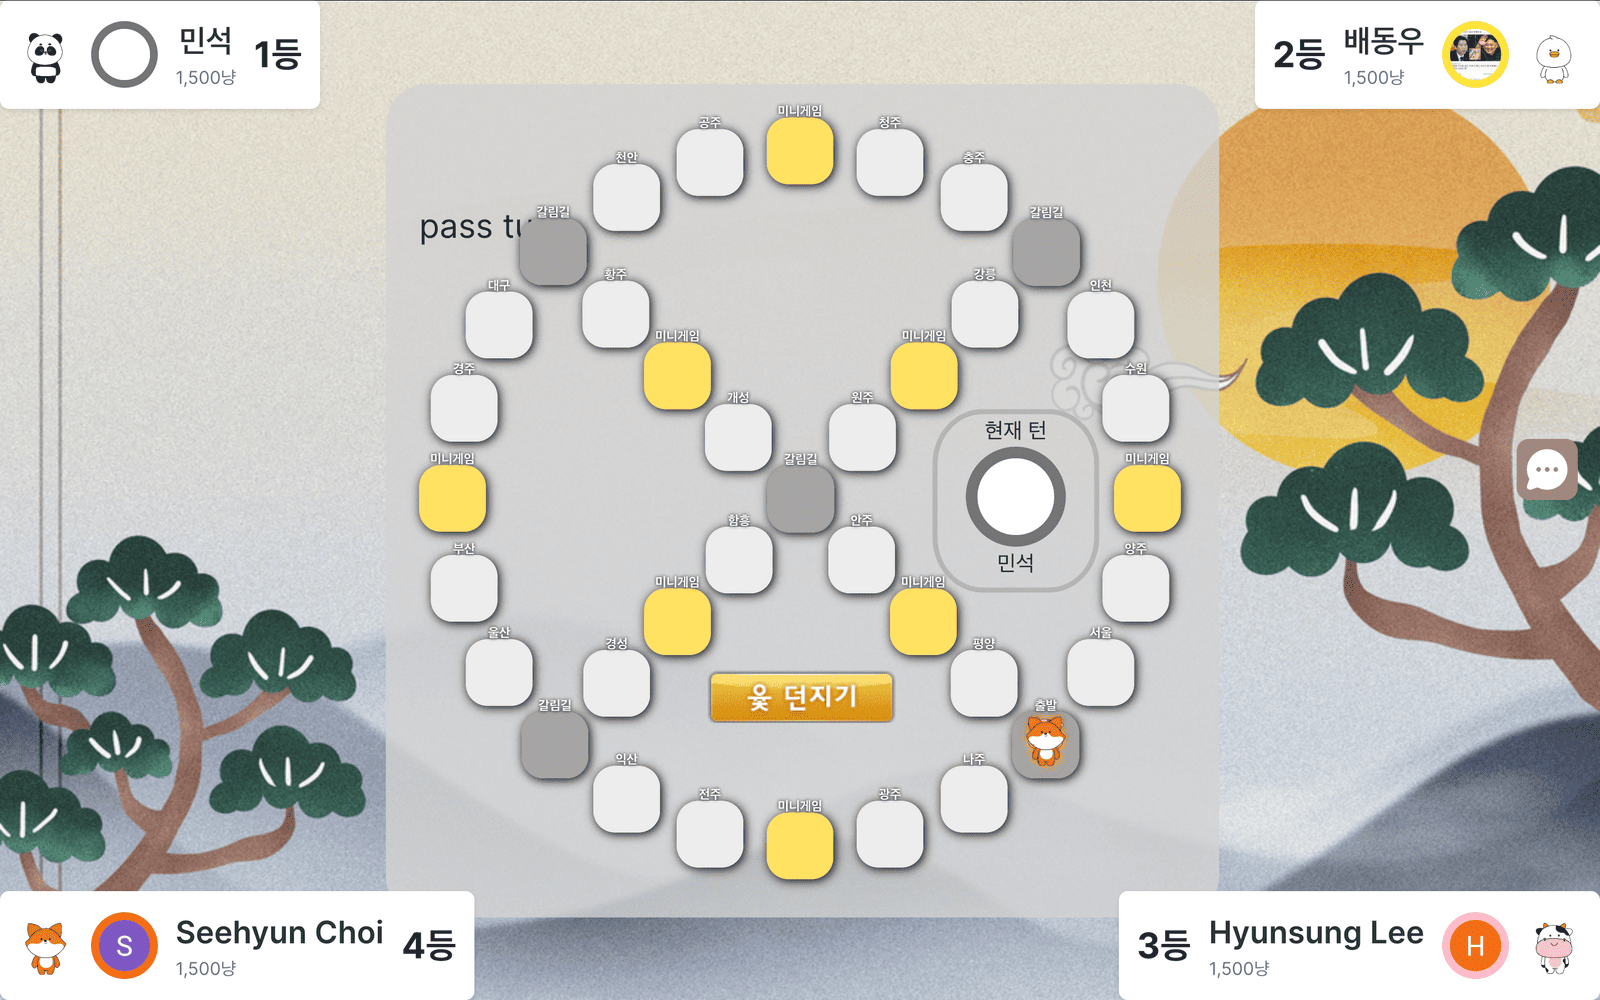 민석
1,500냥
1등
2등
배동우
1,500냥
미니게임
공주
청주
천안
충주
pass tu
갈림길
갈림길
황주
강릉
대구
인천
미니게임
미니게임
경주
수원
개성
원주
현재 턴
미니게임
갈림길
미니게임
함흥
안주
부산
양주
민석
미니게임
미니게임
울산
서울
경성
평양
윷 던지기
갈림길
출발
익산
나주
전주
광주
미니게임
S
Seehyun Choi
1,500냥
4등
3등
Hyunsung Lee
1,500냥
H